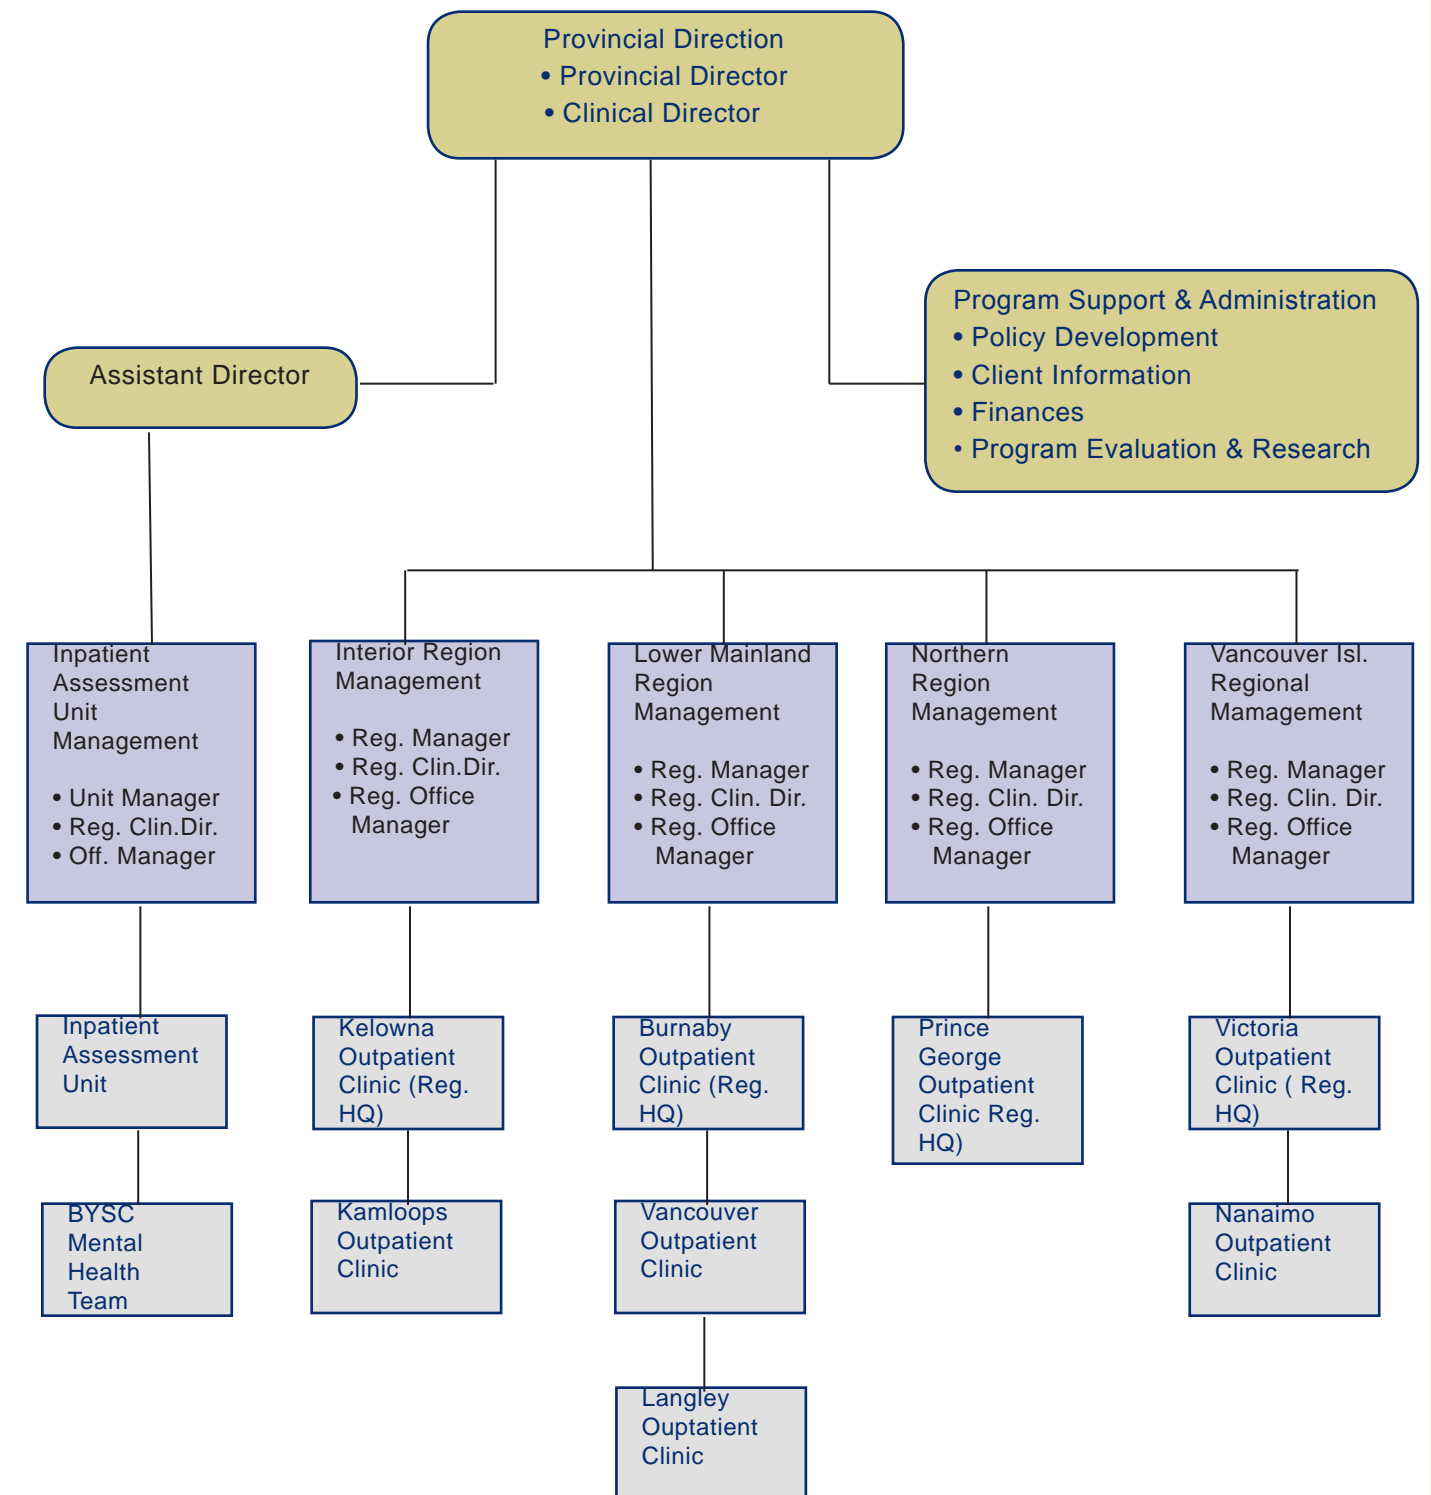 Provincial Direction
• Provincial Director
• Clinical Director
Program Support & Administration
• Policy Development
• Client Information
• Finances
• Program Evaluation & Research
Assistant Director
Inpatient
Assessment
Unit
Management
• Unit Manager
• Reg. Clin.Dir.
• Off. Manager
Interior Region
Management
• Reg. Manager
• Reg. Clin.Dir.
• Reg. Office
Manager
Lower Mainland
Region
Management
• Reg. Manager
• Reg. Clin. Dir.
• Reg. Office
Manager
Northern
Region
Management
• Reg. Manager
• Reg. Clin. Dir.
• Reg. Office
Manager
Vancouver Isl.
Regional
Mamagement
• Reg. Manager
• Reg. Clin. Dir.
• Reg. Office
Manager
Inpatient
Assessment
Unit
Kelowna
Outpatient
Clinic (Reg.
HQ)
Burnaby
Outpatient
Clinic (Reg.
HQ)
Prince
George
Outpatient
Clinic Reg.
HQ)
Victoria
Outpatient
Clinic ( Reg.
HQ)
BYSC
Mental
Health
Team
Kamloops
Outpatient
Clinic
Vancouver
Outpatient
Clinic
Nanaimo
Outpatient
Clinic
Langley
Ouptatient
Clinic